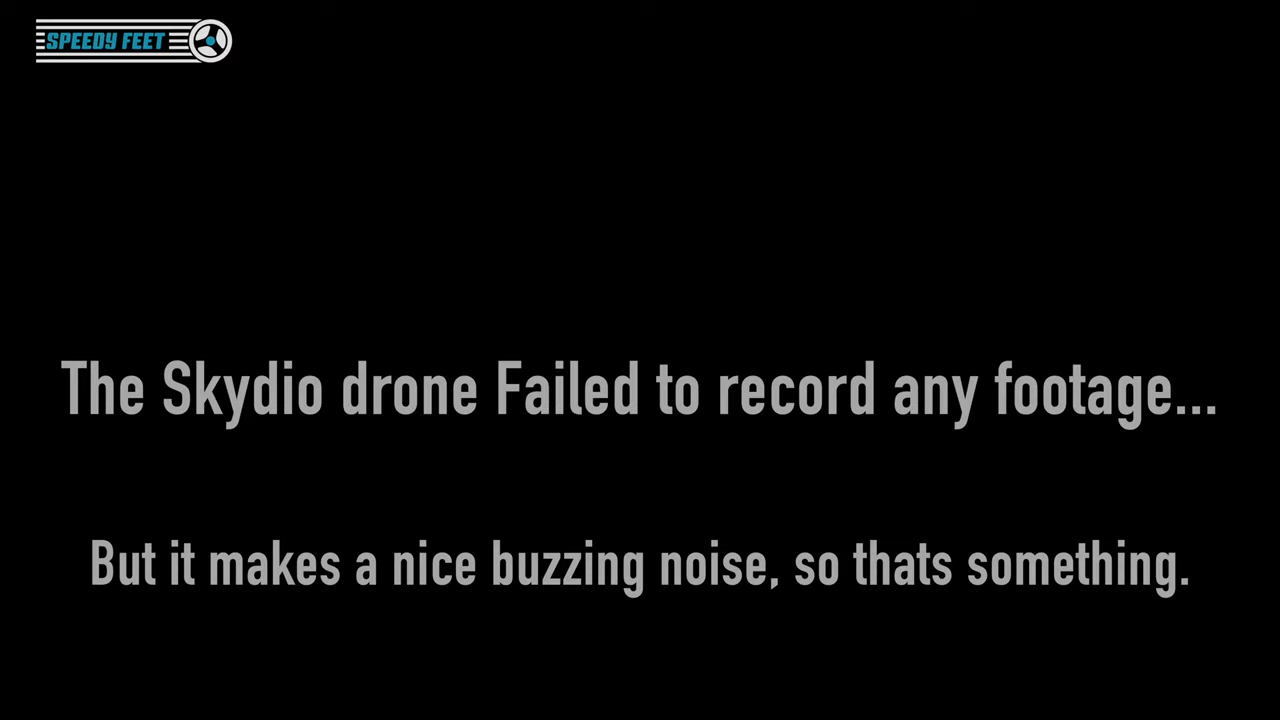 SPEEDY FEET
The Skydio drone Failed to record any footage...
But it makes a nice buzzing noise, so thats something.